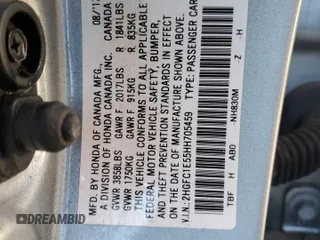 MFD. BY HONDA OF CANADA MFG., 08/17
A DIVISION OF HONDA CANADA INC. CANADA
GVWR 3858LBS GAWR F 2017LBS R 1841LBS
GVWR 1750KG GAWR F 915KG R 835KG
THIS VEHICLE CONFORMS TO ALL APPLICABLE
FEDERAL MOTOR VEHICLE SAFETY, BUMPER,
AND THEFT PREVENTION STANDARDS IN EFFECT
ON THE DATE OF MANUFACTURE SHOWN ABOVE.
V.I.N.: 2HGFC1E55HH705459 TYPE: PASSENGER CAR
-NH830M
TBF H AB0 - Z H
DREAMBID